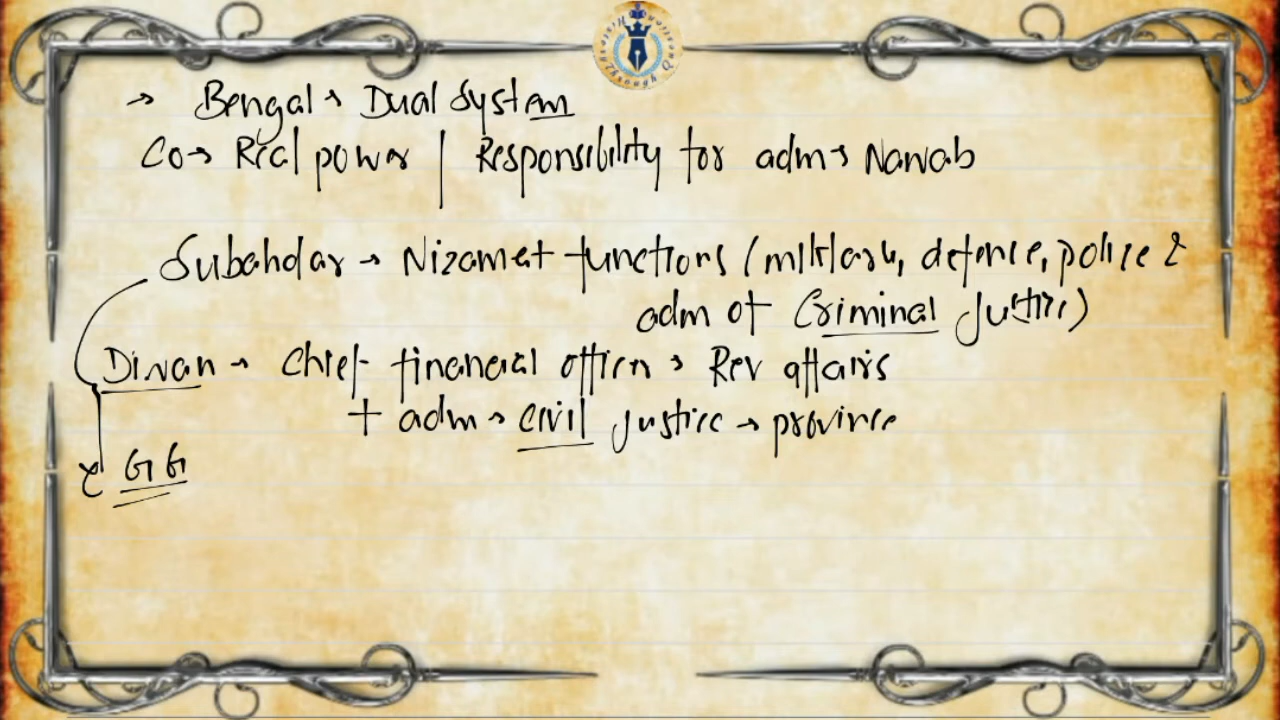 → Bengal → Dual System
Co → Real power | Responsibility for adm → Nawab
Subahdar → Nizamat functions (military, defence, police &
adm of Criminal Justice)
Diwan → Chief financial officer → Rev affairs
+ adm → civil justice → province
GG